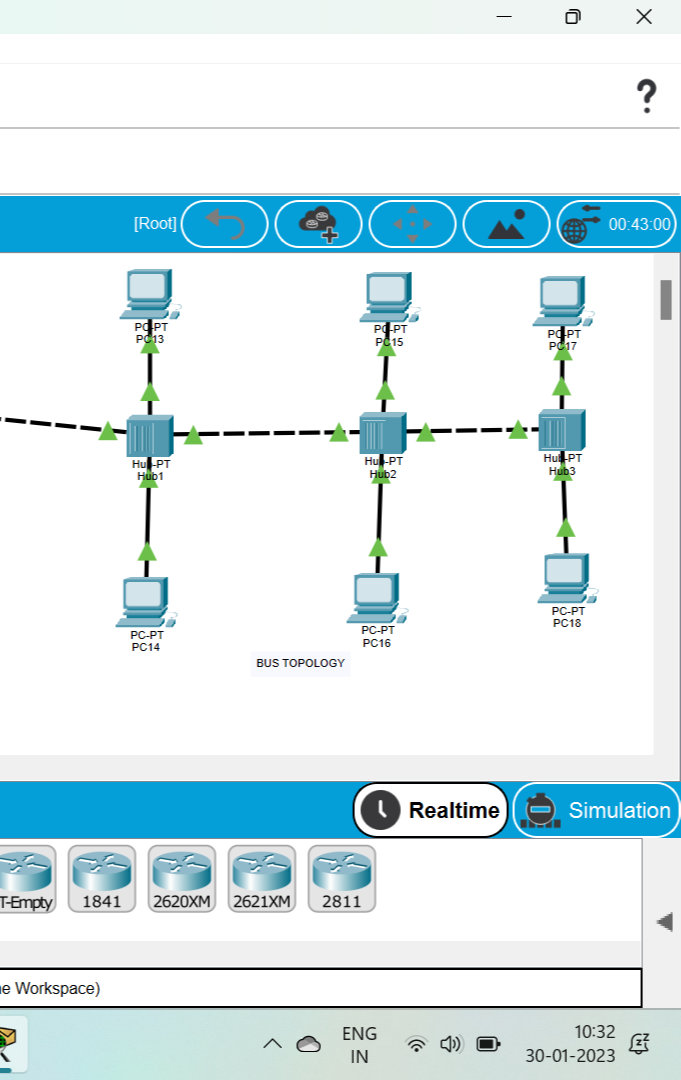 ?
[Root]
00:43:00
PC-PT
PC13
PC-PT
PC15
PC-PT
PC17
Hub-PT
Hub1
Hub-PT
Hub2
Hub-PT
Hub3
PC-PT
PC14
PC-PT
PC16
PC-PT
PC18
BUS TOPOLOGY
Realtime
Simulation
T-Empty
1841
2620XM
2621XM
2811
e Workspace)
ENG
IN
10:32
30-01-2023